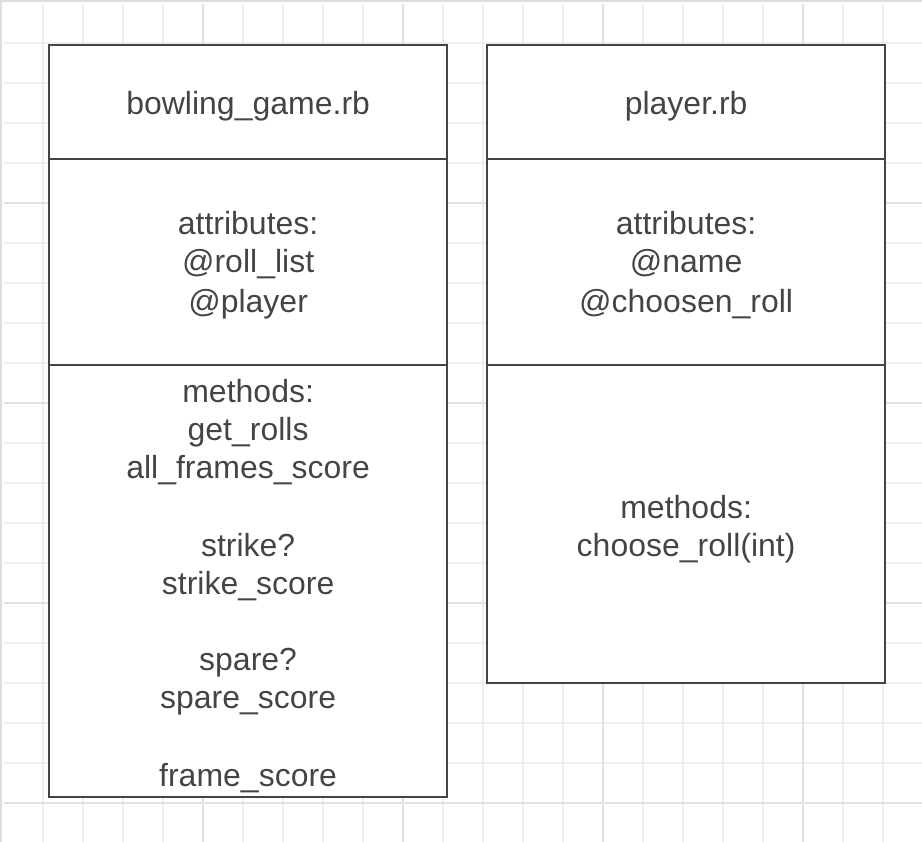 bowling_game.rb
attributes:
@roll_list
@player
methods:
get_rolls
all_frames_score
strike?
strike_score
spare?
spare_score
frame_score
player.rb
attributes:
@name
@choosen_roll
methods:
choose_roll(int)